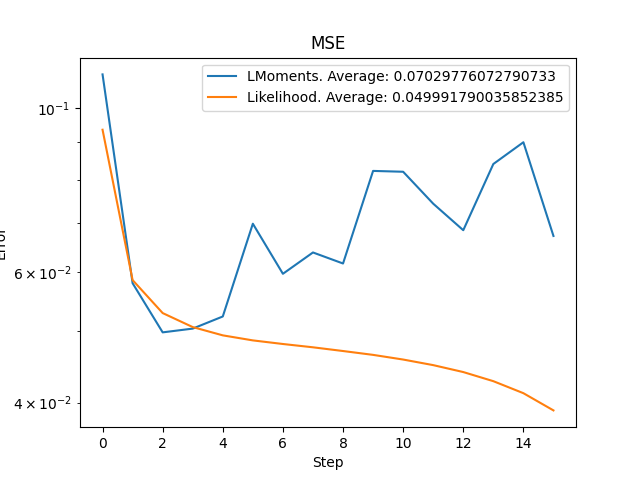 MSE
LMoments. Average: 0.07029776072790733
Likelihood. Average: 0.049991790035852385
10⁻¹
6 × 10⁻²
4 × 10⁻²
Error
0 2 4 6 8 10 12 14
Step